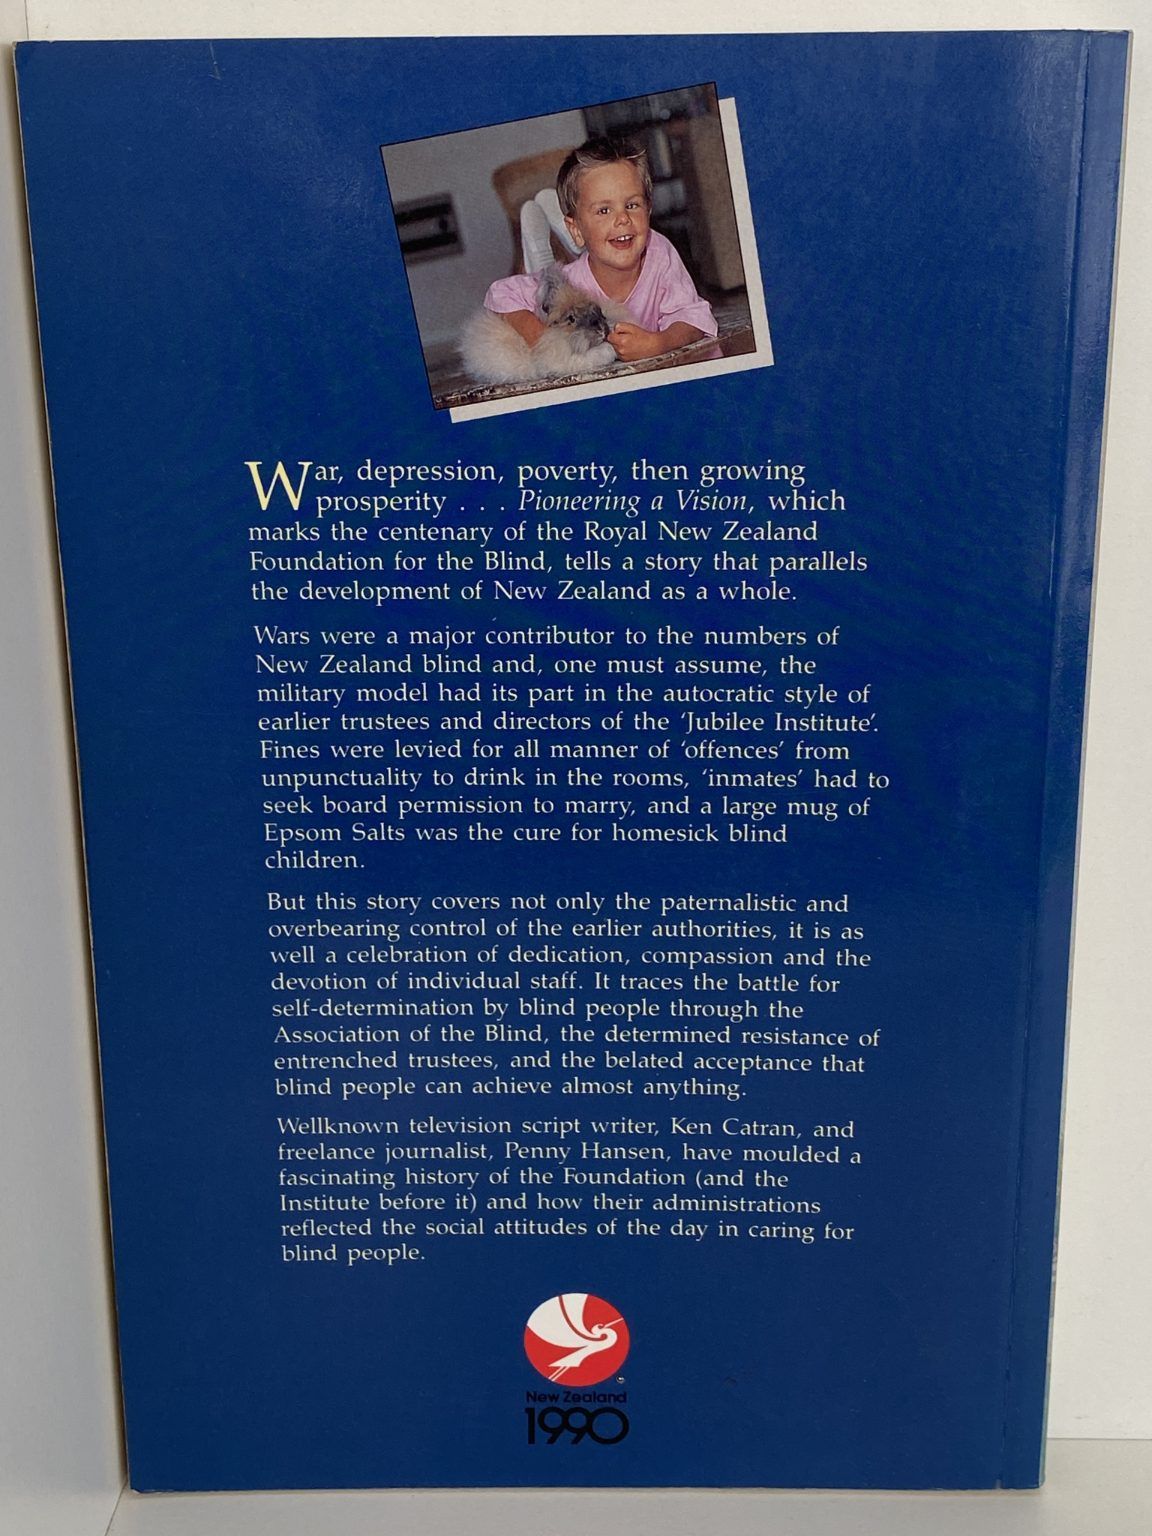 War, depression, poverty, then growing
prosperity . . . Pioneering a Vision, which
marks the centenary of the Royal New Zealand
Foundation for the Blind, tells a story that parallels
the development of New Zealand as a whole.
Wars were a major contributor to the numbers of
New Zealand blind and, one must assume, the
military model had its part in the autocratic style of
earlier trustees and directors of the ‘Jubilee Institute’.
Fines were levied for all manner of ‘offences’ from
unpunctuality to drink in the rooms, ‘inmates’ had to
seek board permission to marry, and a large mug of
Epsom Salts was the cure for homesick blind
children.
But this story covers not only the paternalistic and
overbearing control of the earlier authorities, it is as
well a celebration of dedication, compassion and the
devotion of individual staff. It traces the battle for
self-determination by blind people through the
Association of the Blind, the determined resistance of
entrenched trustees, and the belated acceptance that
blind people can achieve almost anything.
Wellknown television script writer, Ken Catran, and
freelance journalist, Penny Hansen, have moulded a
fascinating history of the Foundation (and the
Institute before it) and how their administrations
reflected the social attitudes of the day in caring for
blind people.
New Zealand
1990